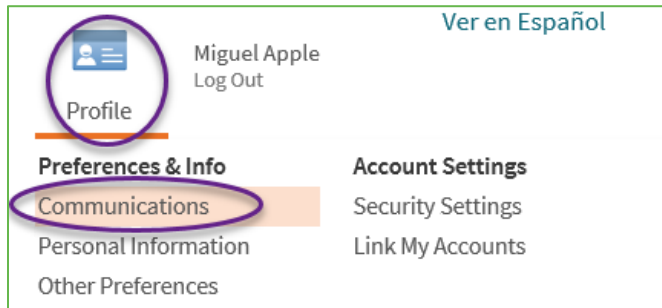 Ver en Español
Miguel Apple
Log Out
Profile
Preferences & Info
Communications
Personal Information
Other Preferences
Account Settings
Security Settings
Link My Accounts